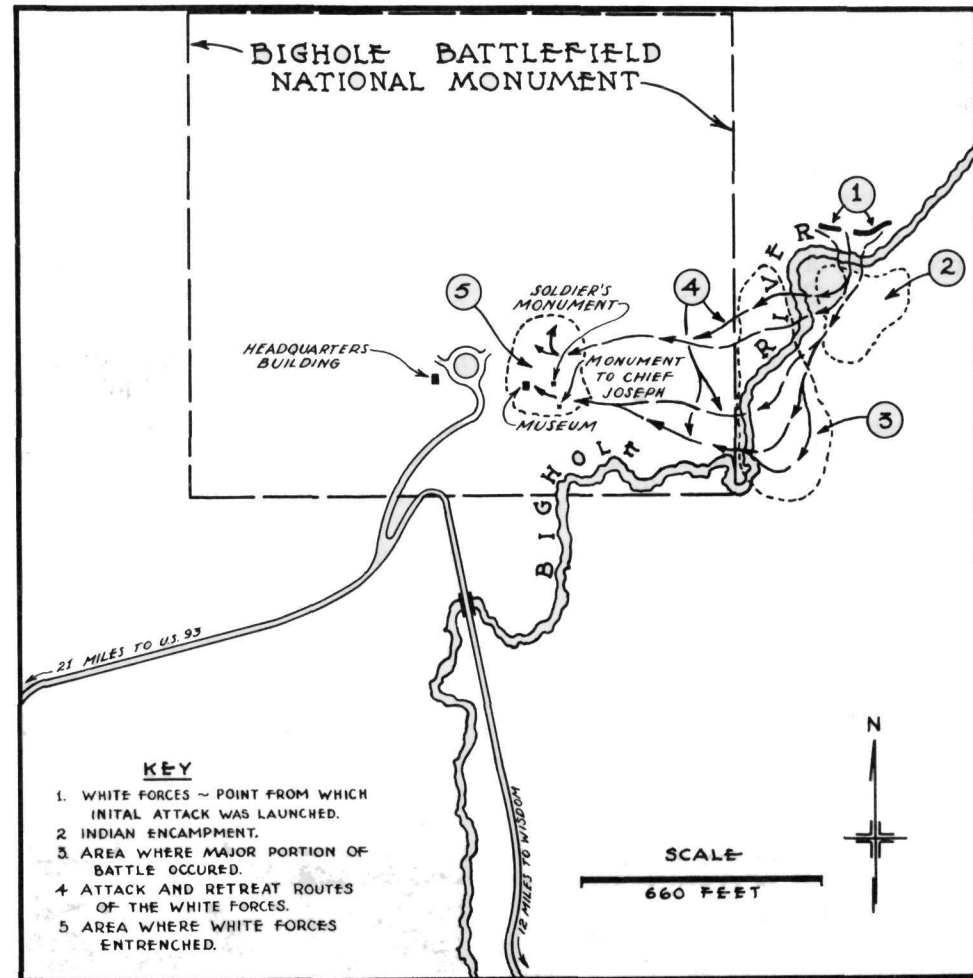 BIGHOLE BATTLEFIELD
NATIONAL MONUMENT
1
2
RIVER
4
5
SOLDIER'S
MONUMENT
HEADQUARTERS
BUILDING
MONUMENT
TO CHIEF
JOSEPH
MUSEUM
3
BIGHOLE
21 MILES TO U.S. 93
12 MILES TO WISDOM
KEY
1. WHITE FORCES ~ POINT FROM WHICH
INITAL ATTACK WAS LAUNCHED.
2 INDIAN ENCAMPMENT.
3. AREA WHERE MAJOR PORTION OF
BATTLE OCCURED.
4 ATTACK AND RETREAT ROUTES
OF THE WHITE FORCES.
5 AREA WHERE WHITE FORCES
ENTRENCHED.
N
SCALE
660 FEET